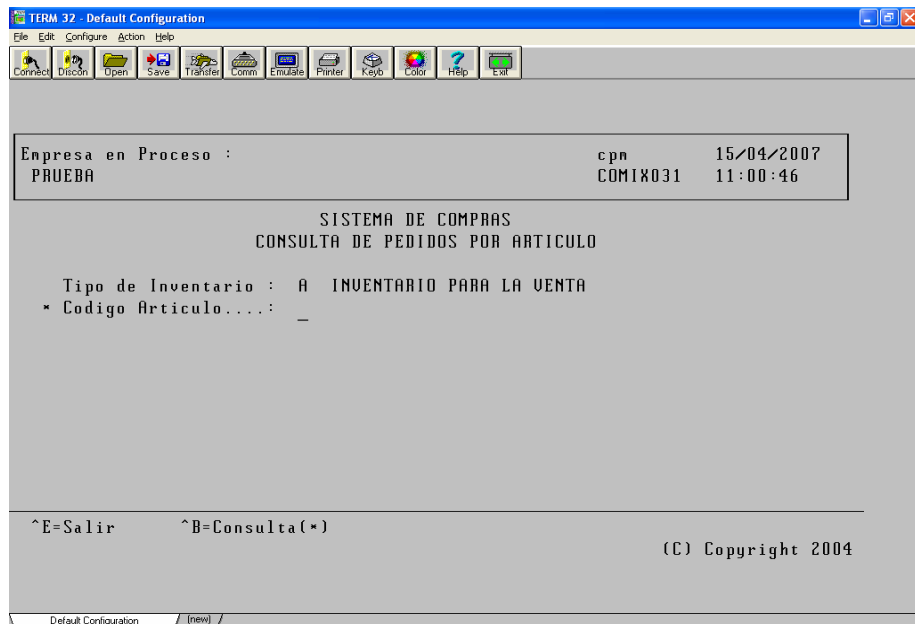 TERM 32 - Default Configuration
File Edit Configure Action Help
Connect Discon Open Save Transfer Comm Emulate Printer Keyb Color Help Exit
Empresa en Proceso : cpm 15/04/2007
PRUEBA COMIX031 11:00:46
SISTEMA DE COMPRAS
CONSULTA DE PEDIDOS POR ARTICULO
Tipo de Inventario : A INVENTARIO PARA LA VENTA
* Codigo Articulo....: _
^E=Salir ^B=Consulta(*)
(C) Copyright 2004
Default Configuration (new)